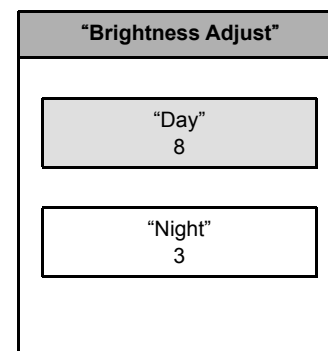 “Brightness Adjust”
“Day”
8
“Night”
3